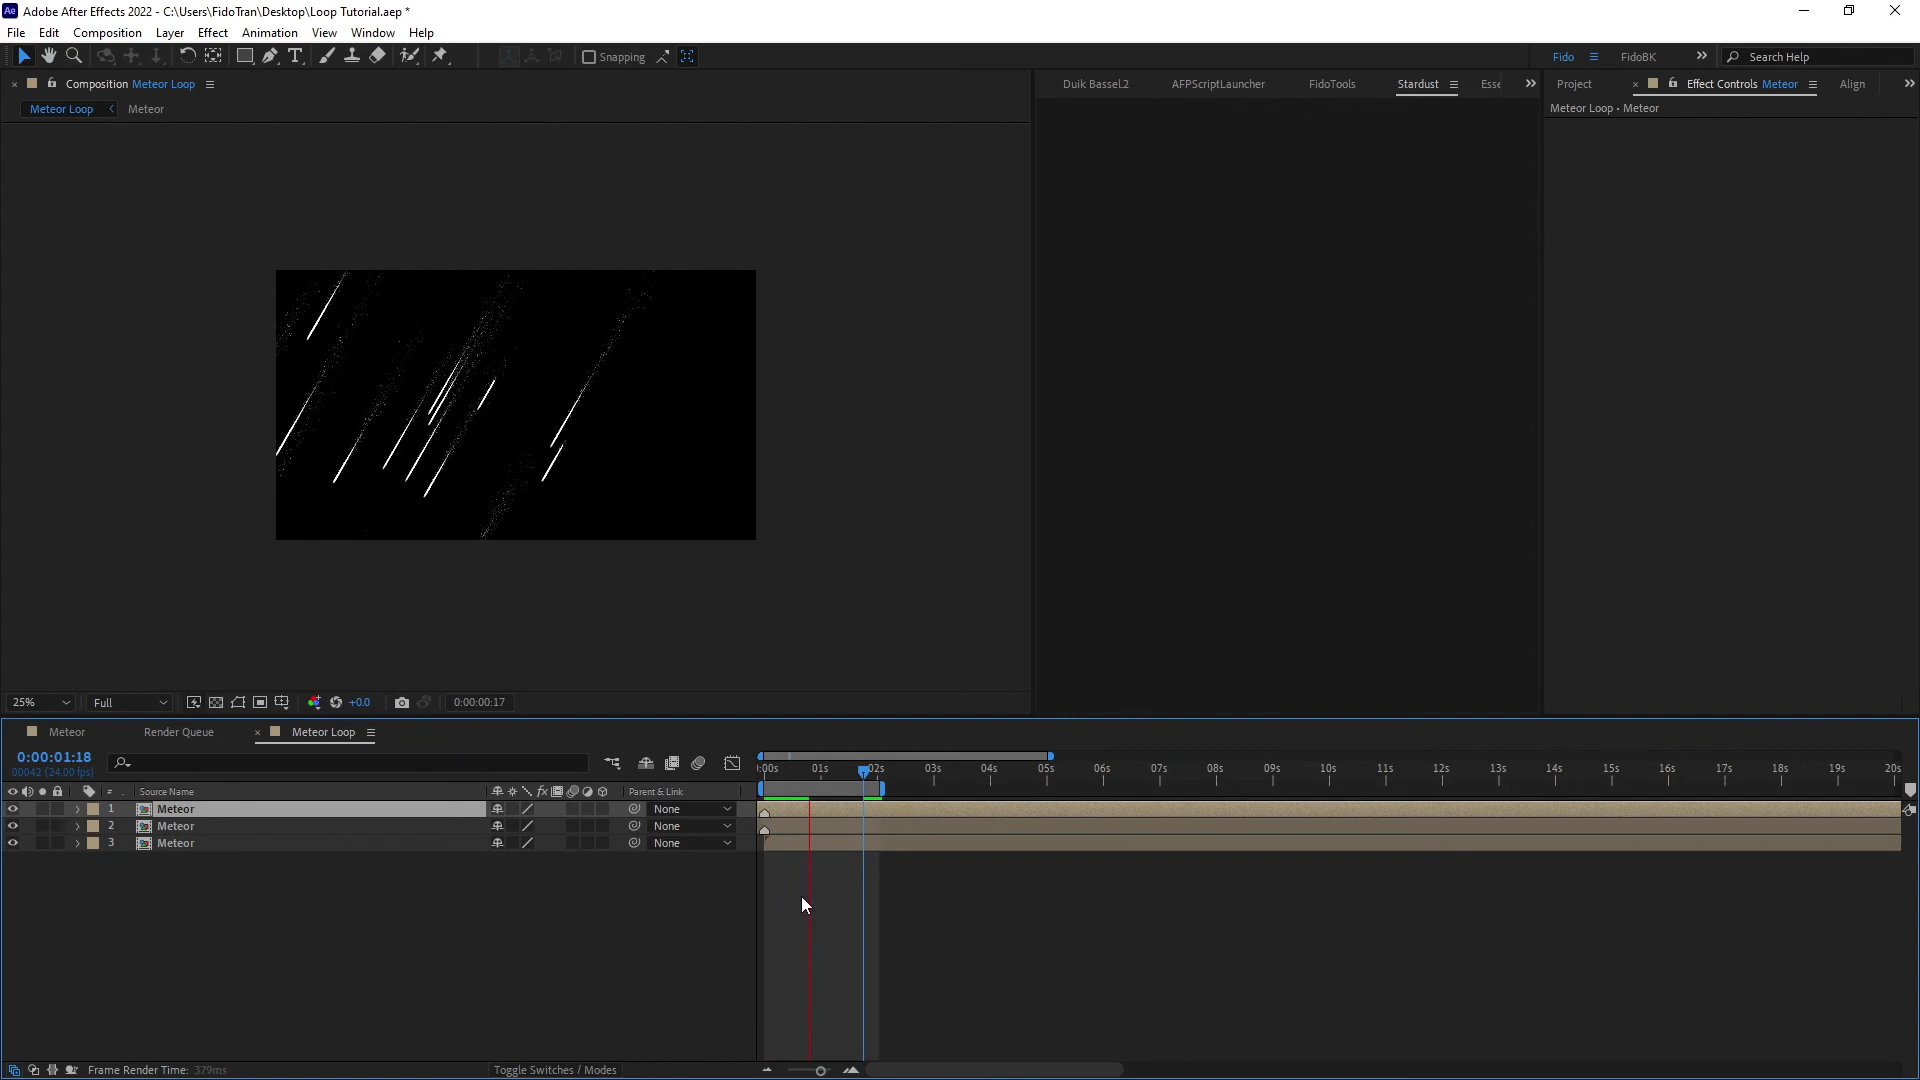 Ae Adobe After Effects 2022 - C:\Users\FidoTran\Desktop\Loop Tutorial.aep *
File Edit Composition Layer Effect Animation View Window Help
Snapping Fido FidoBK Search Help
Composition Meteor Loop
Duik Bassel.2 AFPScriptLauncher FidoTools Stardust Esse
Project Effect Controls Meteor Align
Meteor Loop Meteor
Meteor Loop • Meteor
25% Full +0.0 0:00:00:17
Meteor Render Queue Meteor Loop
0:00:01:18
00042 (24.00 fps)
:00s 01s 02s 03s 04s 05s 06s 07s 08s 09s 10s 11s 12s 13s 14s 15s 16s 17s 18s 19s 20s
# . Source Name fx Parent & Link
1 Meteor None
2 Meteor None
3 Meteor None
Frame Render Time: 379ms Toggle Switches / Modes